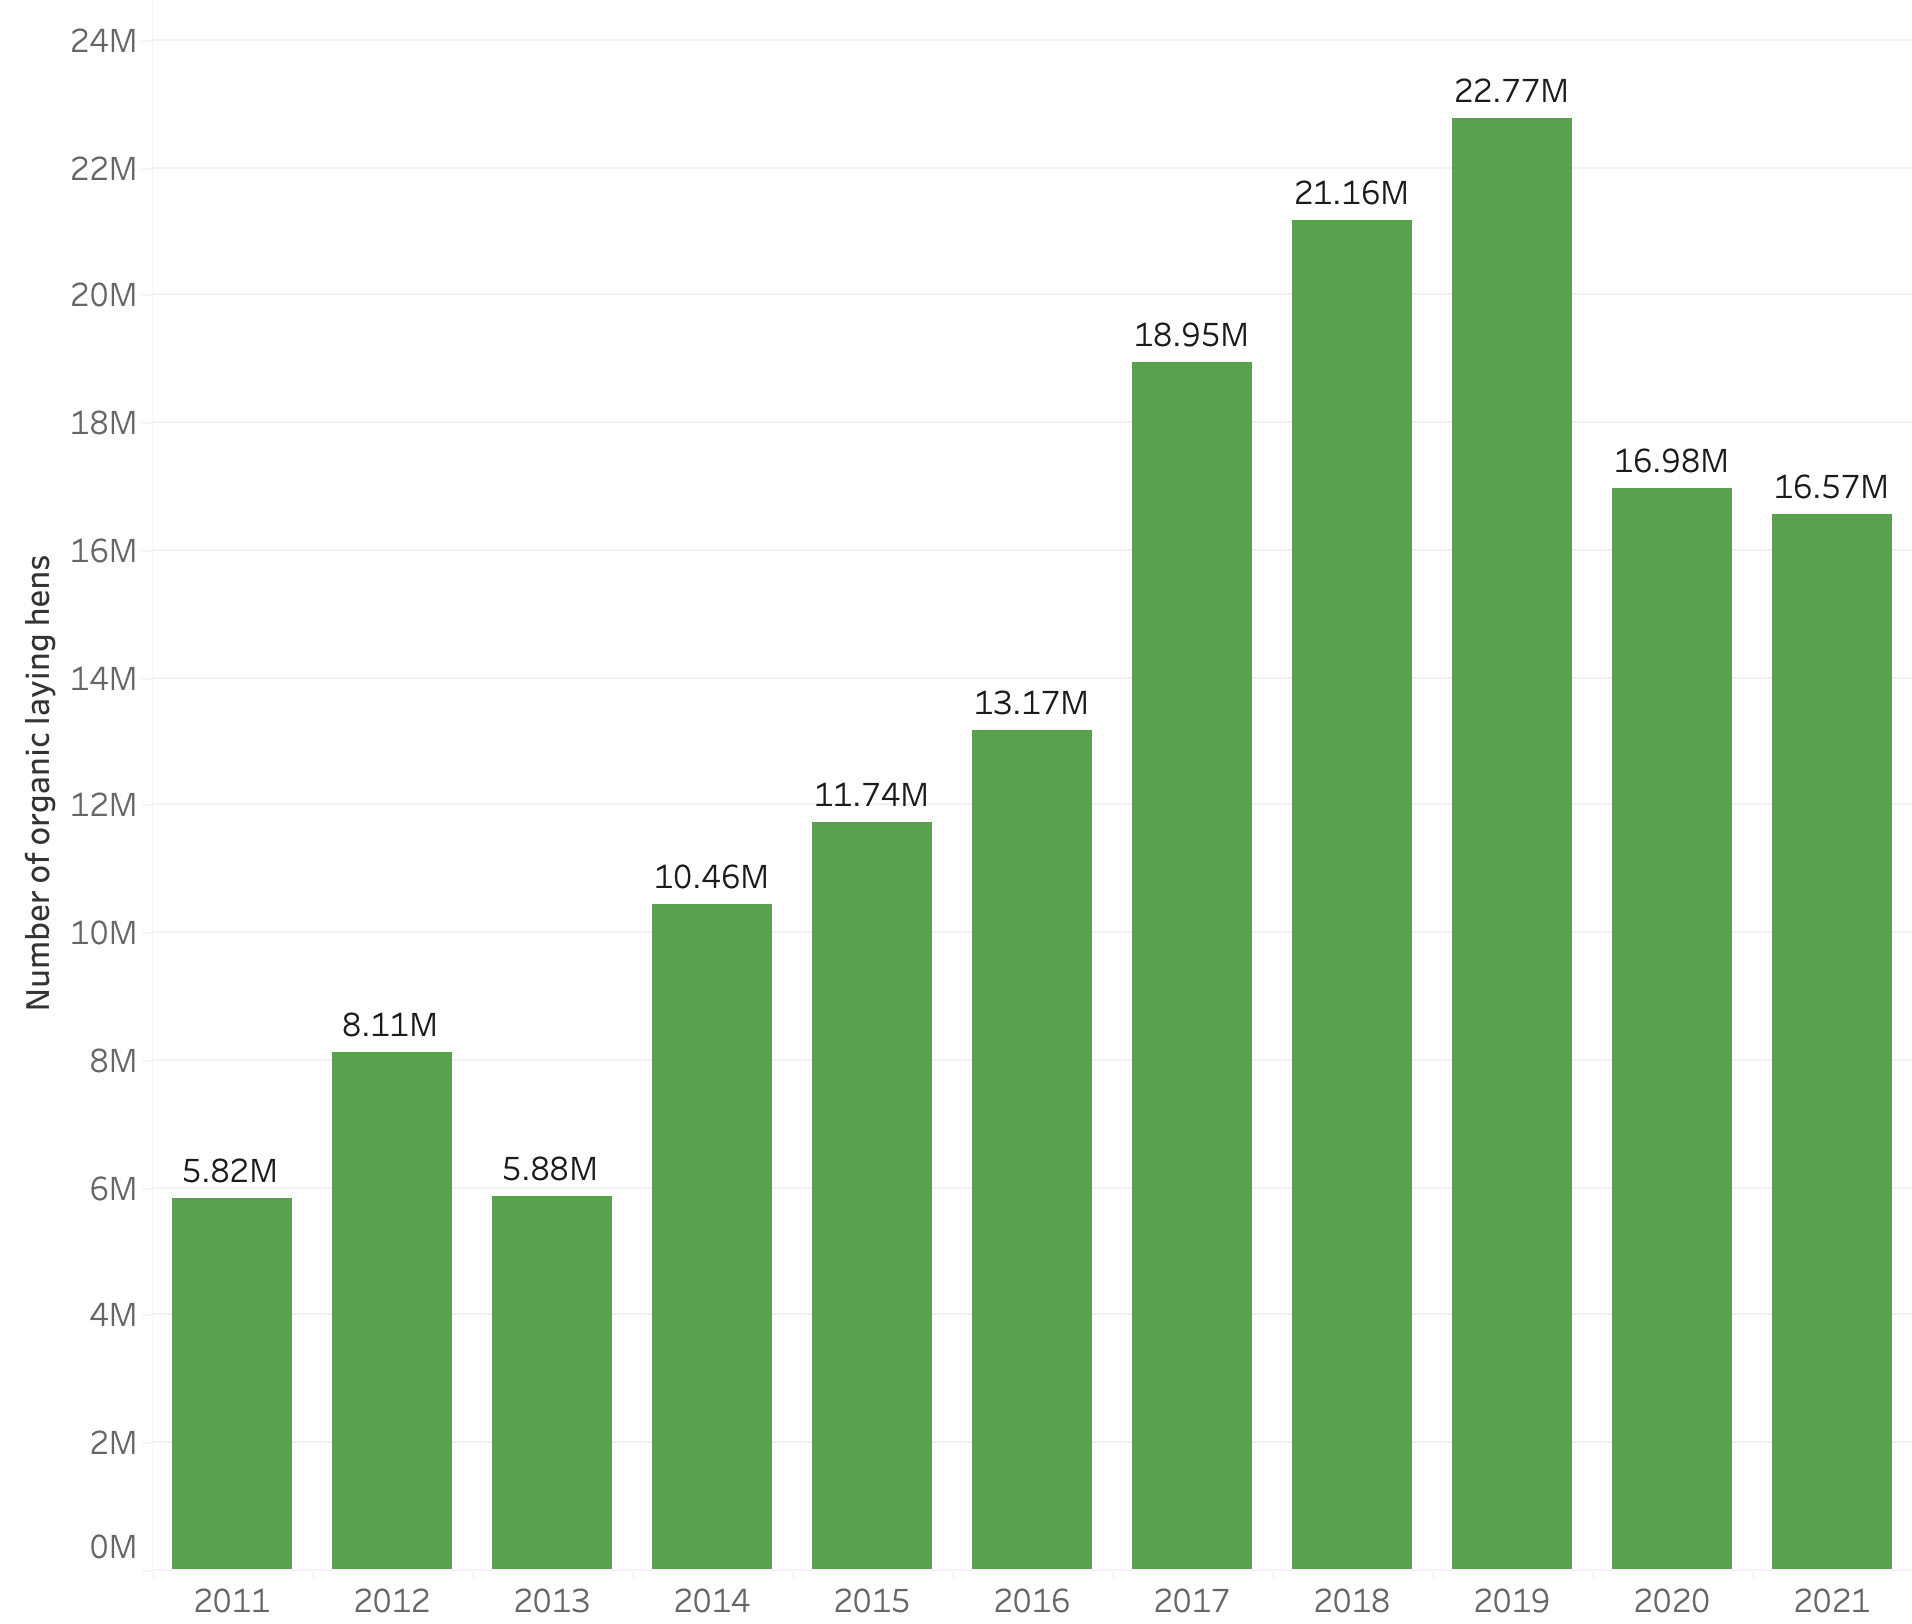 Number of organic laying hens
24M
22M
20M
18M
16M
14M
12M
10M
8M
6M
4M
2M
0M
5.82M
8.11M
5.88M
10.46M
11.74M
13.17M
18.95M
21.16M
22.77M
16.98M
16.57M
2011 2012 2013 2014 2015 2016 2017 2018 2019 2020 2021